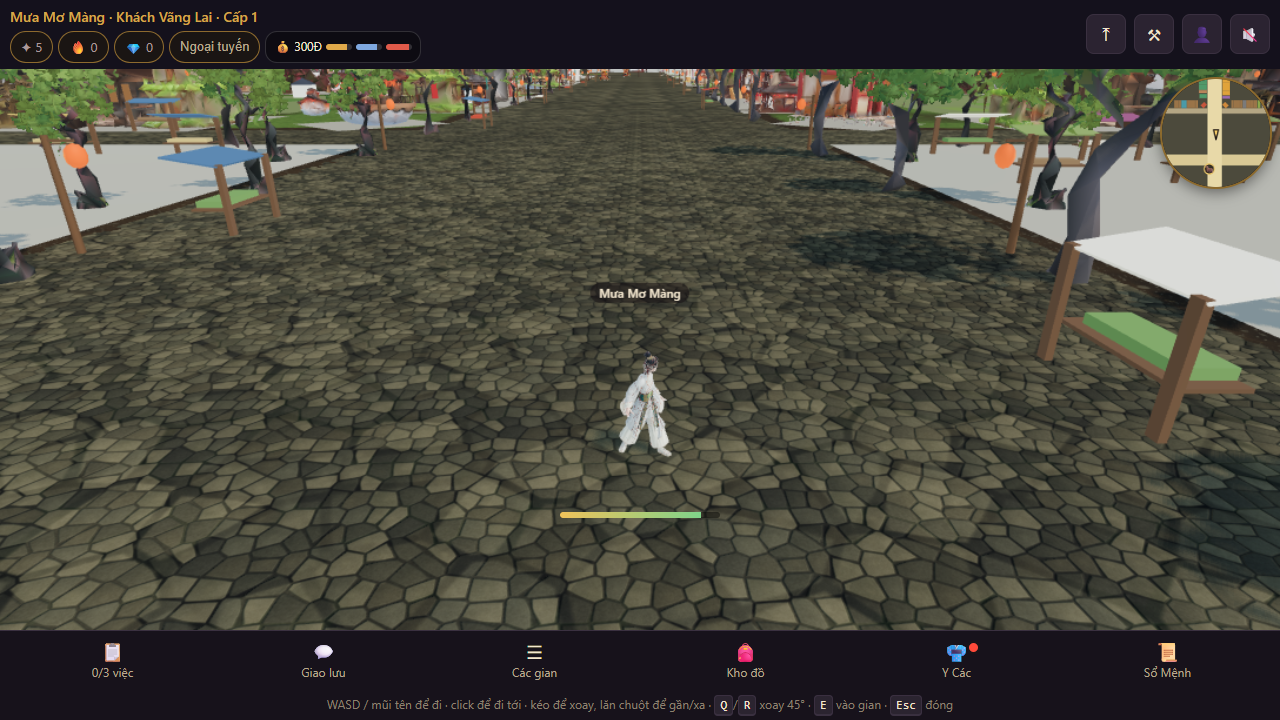 Mưa Mơ Màng · Khách Vãng Lai · Cấp 1
5
0
0
Ngoại tuyến
300Đ
Mưa Mơ Màng
0/3 việc
Giao lưu
Các gian
Kho đồ
Y Các
Sổ Mệnh
WASD / mũi tên để đi · click để đi tới · kéo để xoay, lăn chuột để gần/xa · Q / R xoay 45° · E vào gian · Esc đóng